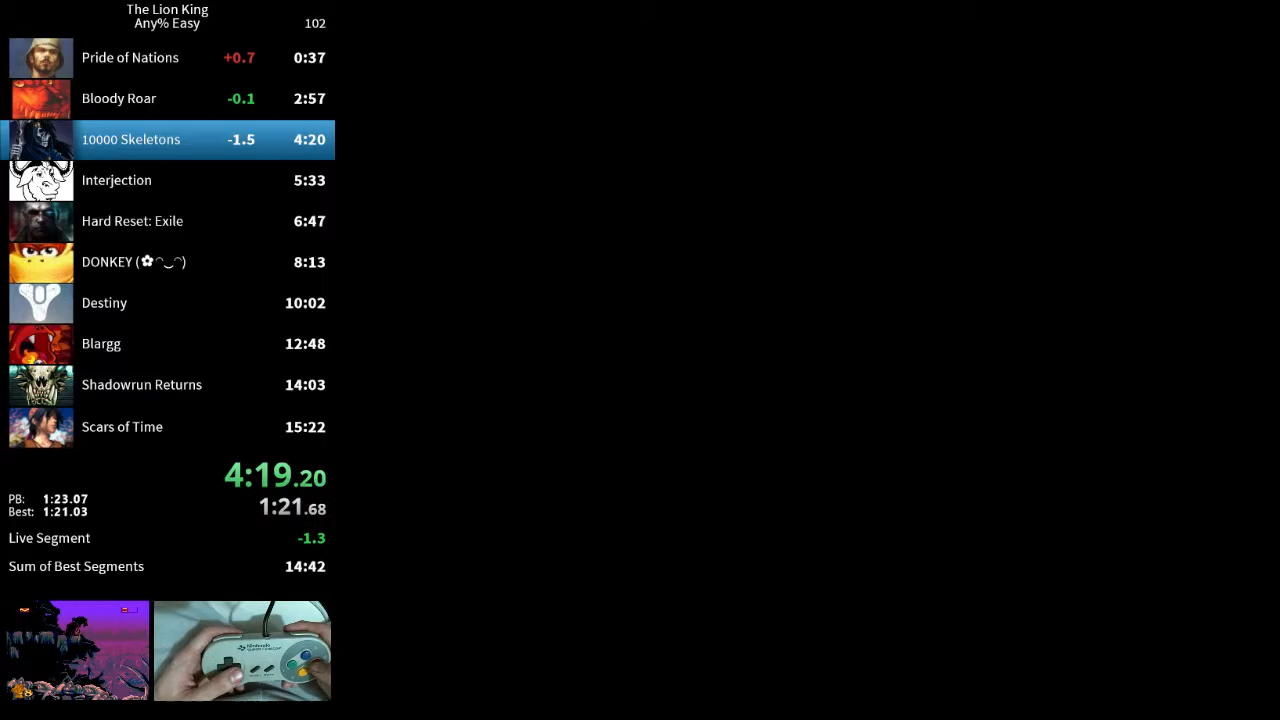 The Lion King
Any% Easy 102
Pride of Nations +0.7 0:37
Bloody Roar -0.1 2:57
10000 Skeletons -1.5 4:20
Interjection 5:33
Hard Reset: Exile 6:47
DONKEY (✿◠‿◠) 8:13
Destiny 10:02
Blargg 12:48
Shadowrun Returns 14:03
Scars of Time 15:22
4:19.20
PB: 1:23.07
Best: 1:21.03
1:21.68
Live Segment -1.3
Sum of Best Segments 14:42
Nintendo